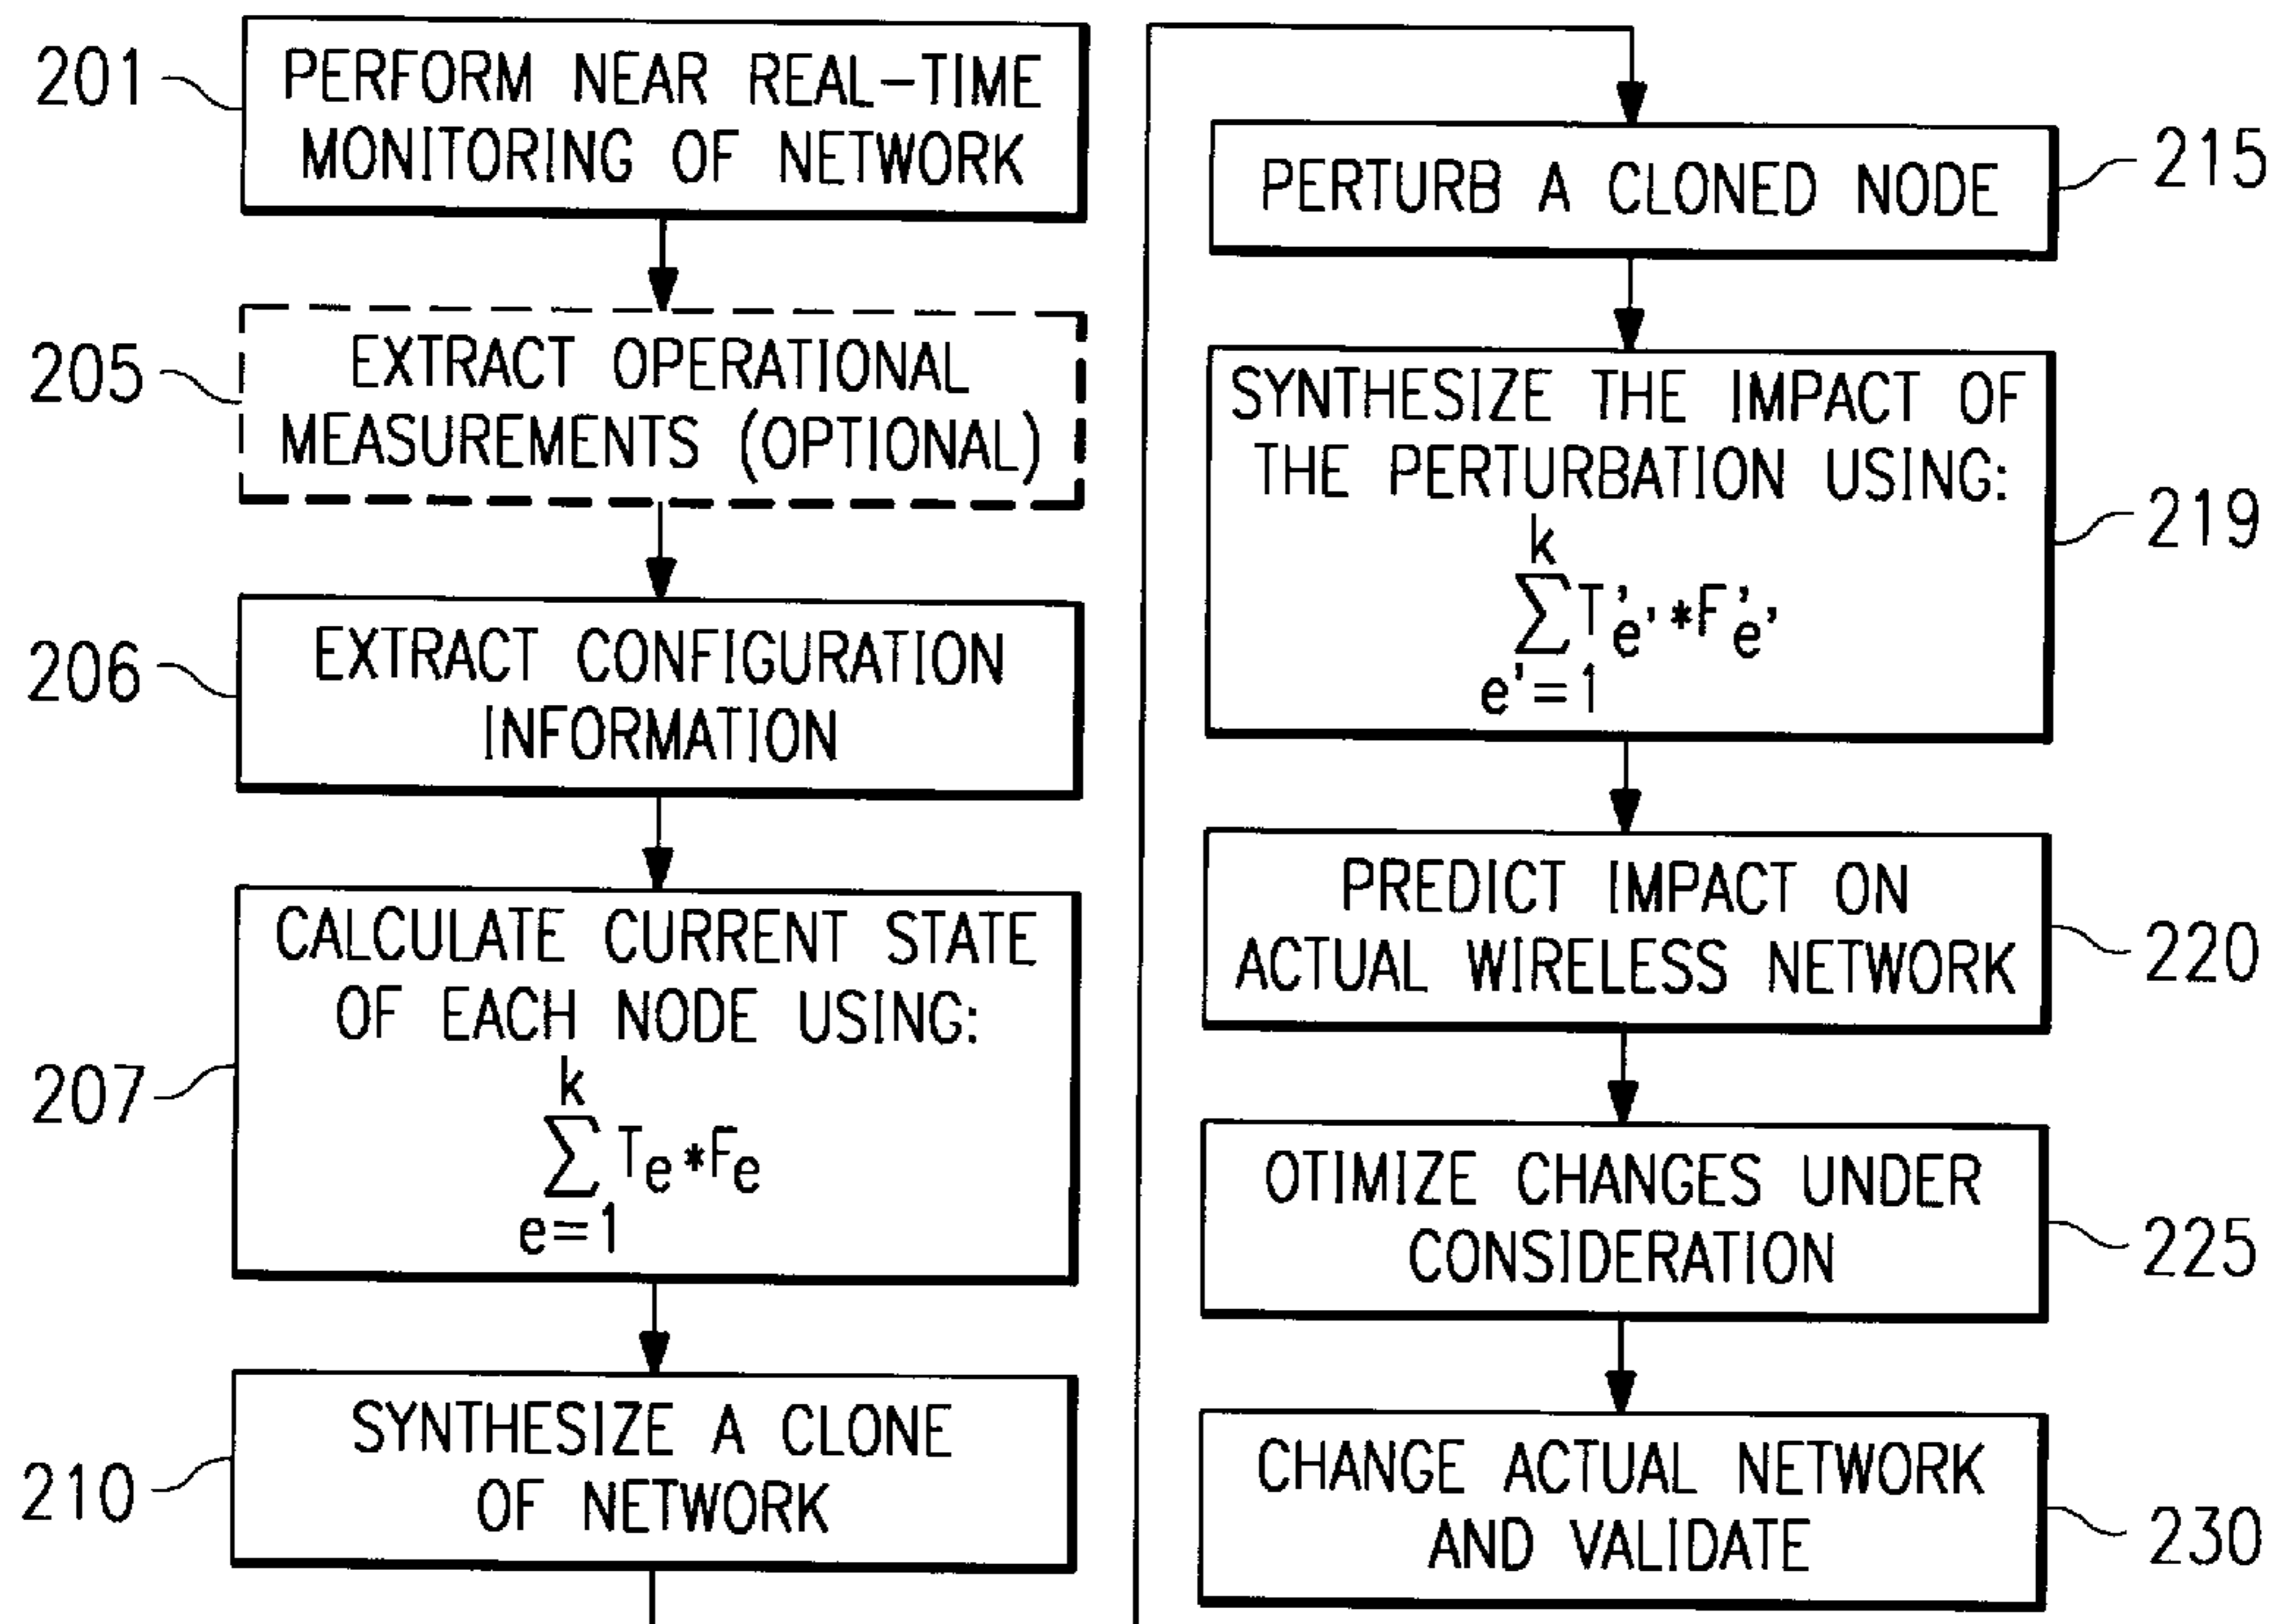 201
PERFORM NEAR REAL-TIME
MONITORING OF NETWORK
205
EXTRACT OPERATIONAL
MEASUREMENTS (OPTIONAL)
206
EXTRACT CONFIGURATION
INFORMATION
207
CALCULATE CURRENT STATE
OF EACH NODE USING:
k
∑ Te*Fe
e=1
210
SYNTHESIZE A CLONE
OF NETWORK
PERTURB A CLONED NODE
215
SYNTHESIZE THE IMPACT OF
THE PERTURBATION USING:
k
∑ T'e'*F'e'
e'=1
219
PREDICT IMPACT ON
ACTUAL WIRELESS NETWORK
220
OTIMIZE CHANGES UNDER
CONSIDERATION
225
CHANGE ACTUAL NETWORK
AND VALIDATE
230